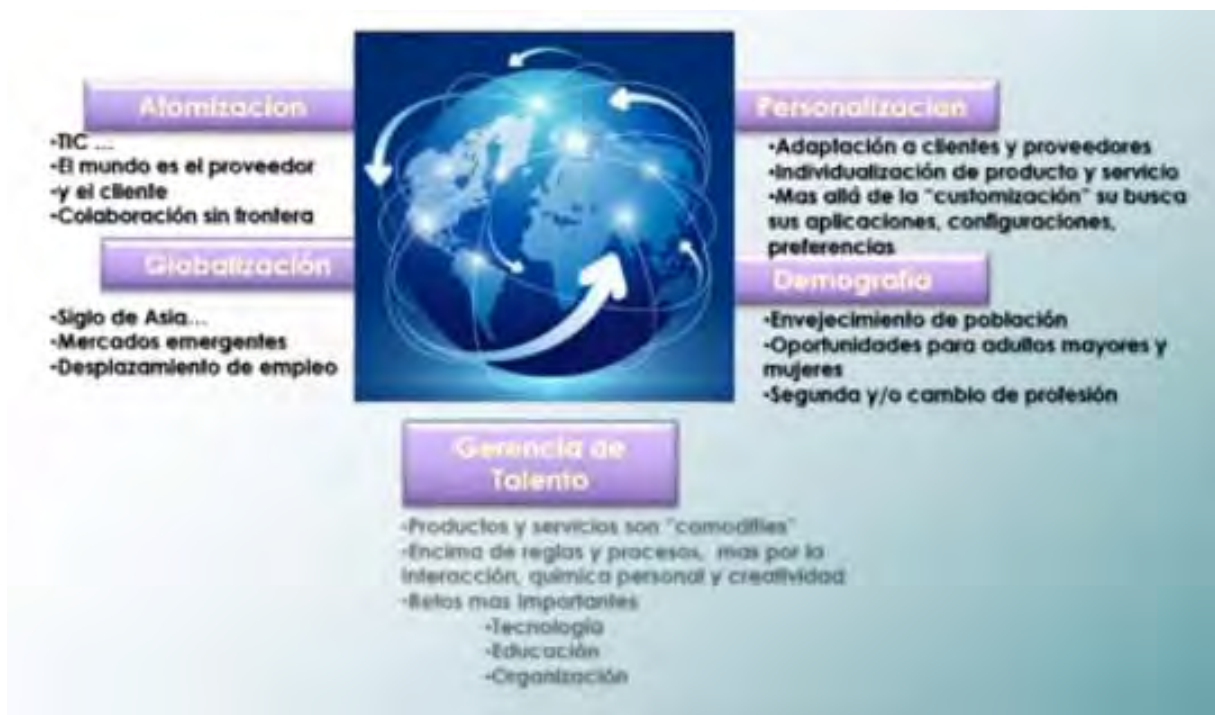 Atomizacion
•TIC ...
•El mundo es el proveedor
•y el cliente
•Colaboración sin frontera
Globalización
•Siglo de Asia...
•Mercados emergentes
•Desplazamiento de empleo
Personalizacion
•Adaptación a clientes y proveedores
•Individualización de producto y servicio
•Mas allá de la "customización" su busca
sus aplicaciones, configuraciones,
preferencias
Demografia
•Envejecimiento de población
•Oportunidades para adultos mayores y
mujeres
•Segunda y/o cambio de profesión
Gerencia de
Talento
•Productos y servicios son "comodities"
•Encima de reglas y procesos, mas por la
interacción, química personal y creatividad
•Retos mas importantes
•Tecnología
•Educación
•Organización